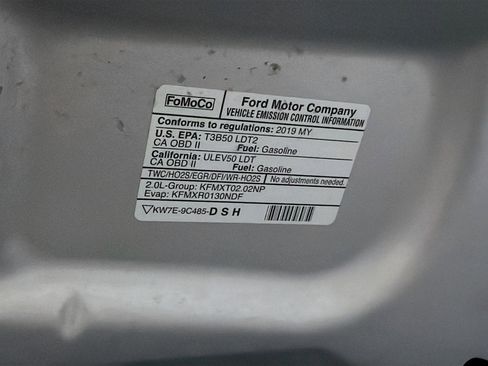 FoMoCo
Ford Motor Company
VEHICLE EMISSION CONTROL INFORMATION
Conforms to regulations: 2019 MY
U.S. EPA: T3B50 LDT2
CA OBD II Fuel: Gasoline
California: ULEV50 LDT
CA OBD II Fuel: Gasoline
TWC/HO2S/EGR/DFI/WR-HO2S No adjustments needed.
2.0L-Group: KFMXT02.02NP
Evap: KFMXR0130NDF
KW7E-9C485-DSH